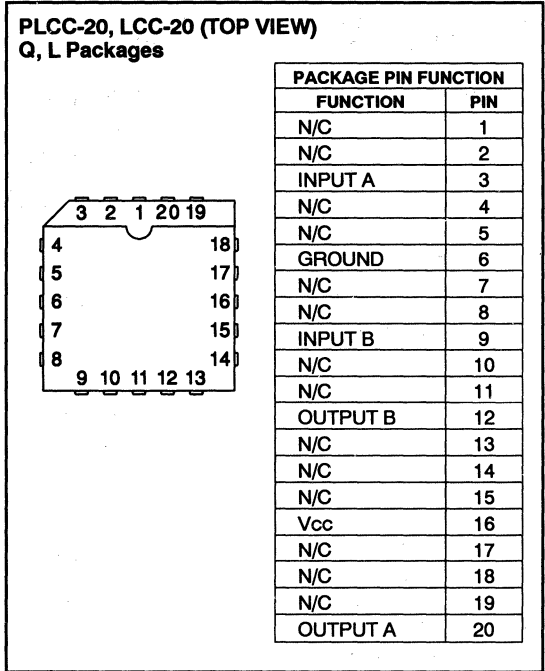 PLCC-20, LCC-20 (TOP VIEW)
Q, L Packages
3 2 1 20 19
4 18
5 17
6 16
7 15
8 14
9 10 11 12 13
PACKAGE PIN FUNCTION
FUNCTION PIN
N/C 1
N/C 2
INPUT A 3
N/C 4
N/C 5
GROUND 6
N/C 7
N/C 8
INPUT B 9
N/C 10
N/C 11
OUTPUT B 12
N/C 13
N/C 14
N/C 15
Vcc 16
N/C 17
N/C 18
N/C 19
OUTPUT A 20